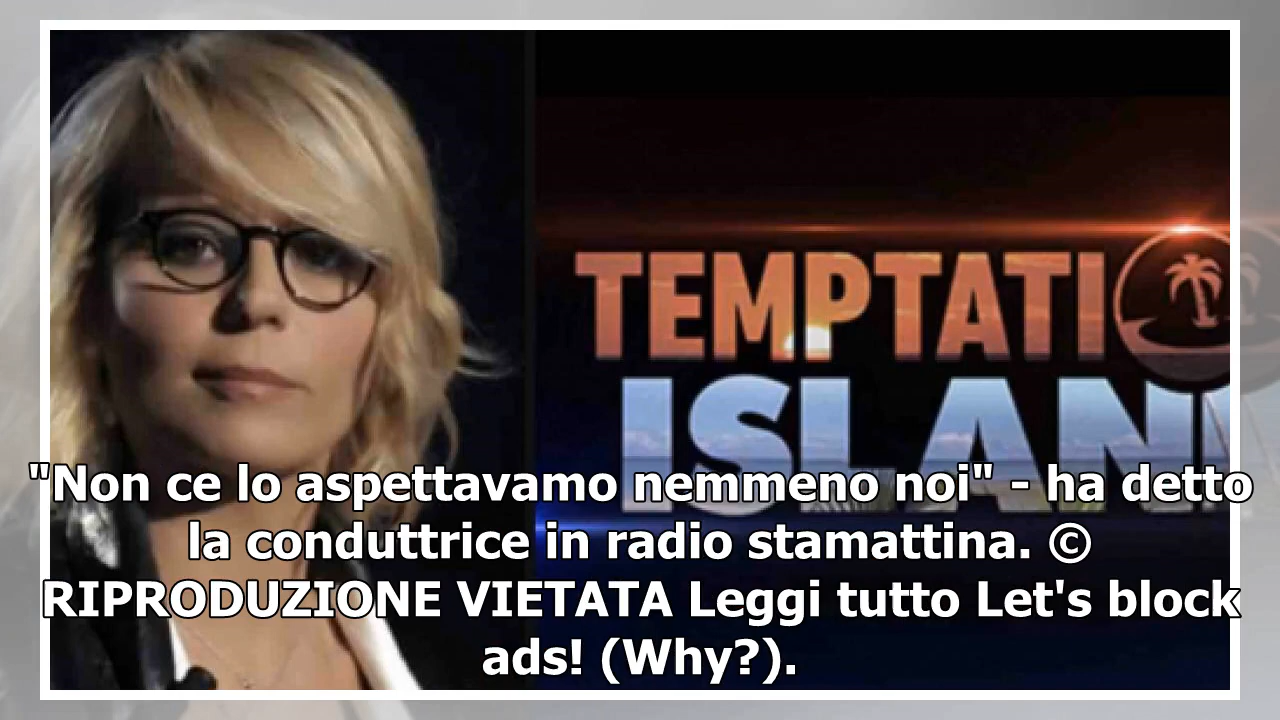 TEMPTATI
ISLAN
"Non ce lo aspettavamo nemmeno noi" - ha detto
la conduttrice in radio stamattina. ©
RIPRODUZIONE VIETATA Leggi tutto Let's block
ads! (Why?).